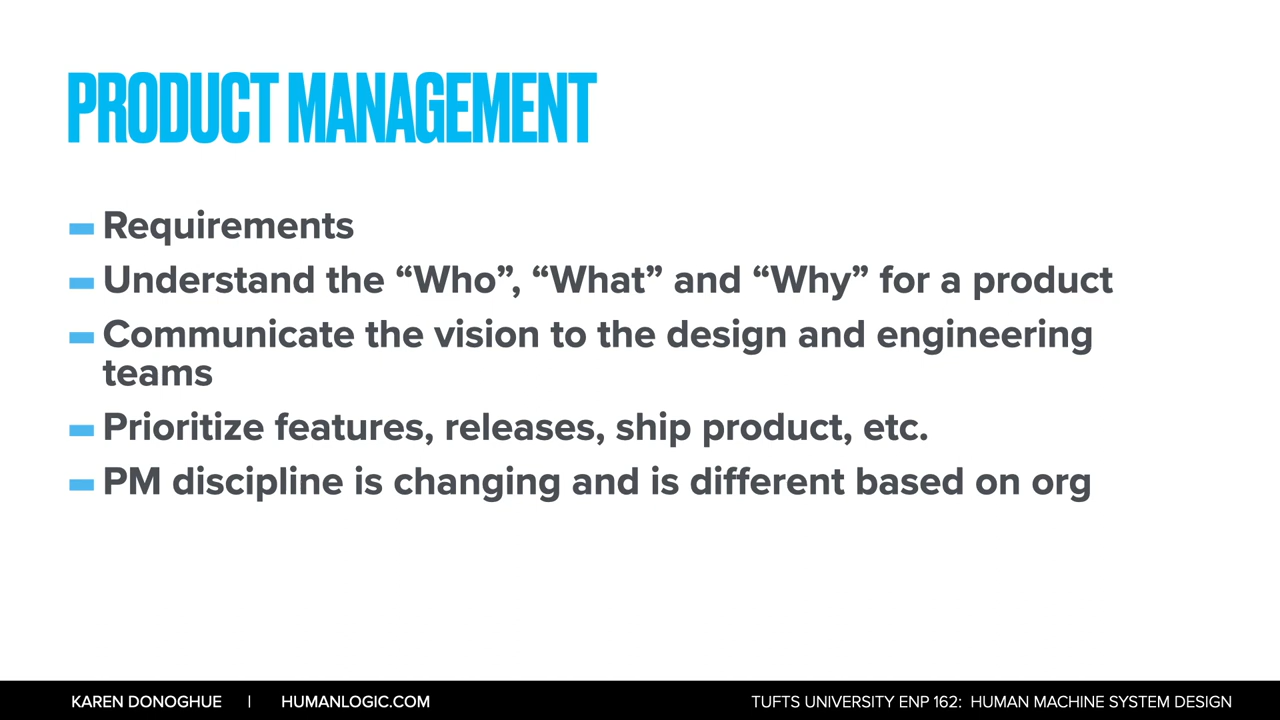 PRODUCT MANAGEMENT
Requirements
Understand the “Who”, “What” and “Why” for a product
Communicate the vision to the design and engineering
teams
Prioritize features, releases, ship product, etc.
PM discipline is changing and is different based on org
KAREN DONOGHUE | HUMANLOGIC.COM TUFTS UNIVERSITY ENP 162: HUMAN MACHINE SYSTEM DESIGN